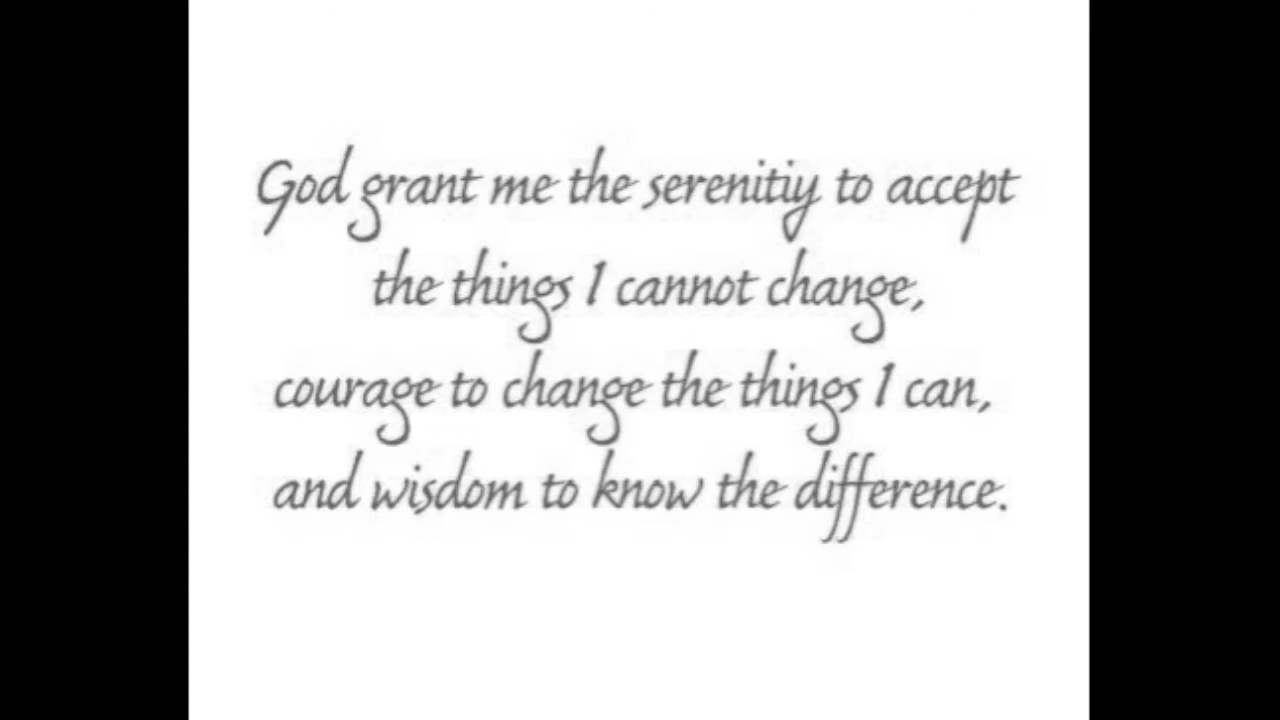 God grant me the serenitiy to accept
the things I cannot change,
courage to change the things I can,
and wisdom to know the difference.